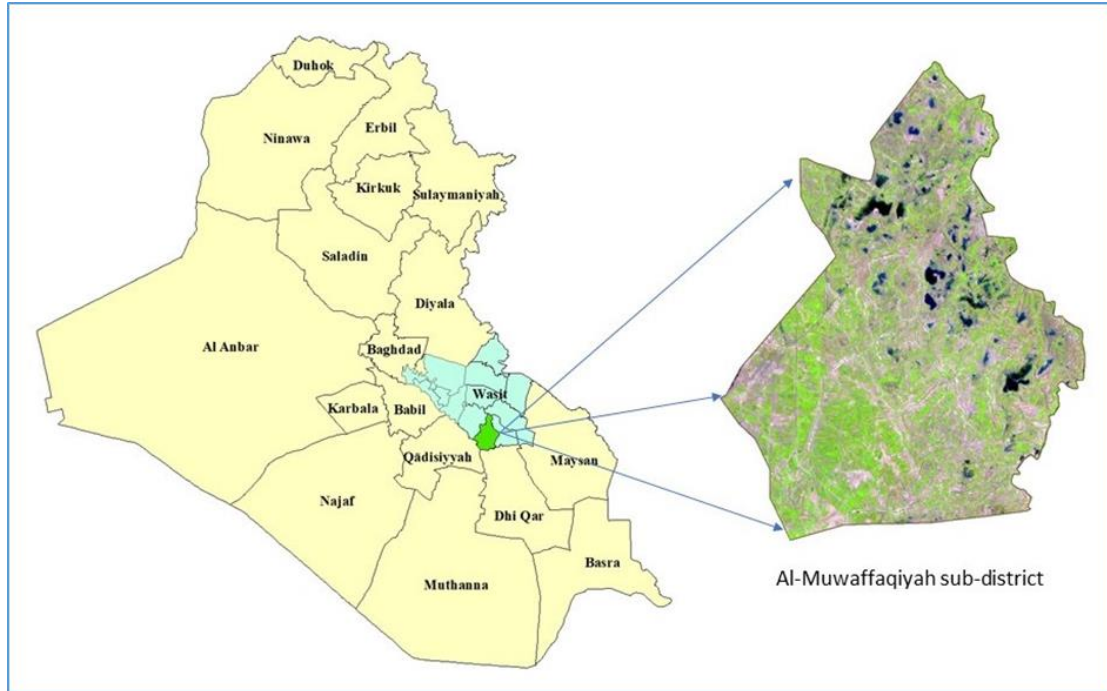 Duhok
Ninawa
Erbil
Kirkuk
Sulaymaniyah
Saladin
Diyala
Al Anbar
Baghdad
Wasit
Karbala
Babil
Qādisiyyah
Maysan
Najaf
Dhi Qar
Basra
Muthanna
Al-Muwaffaqiyah sub-district